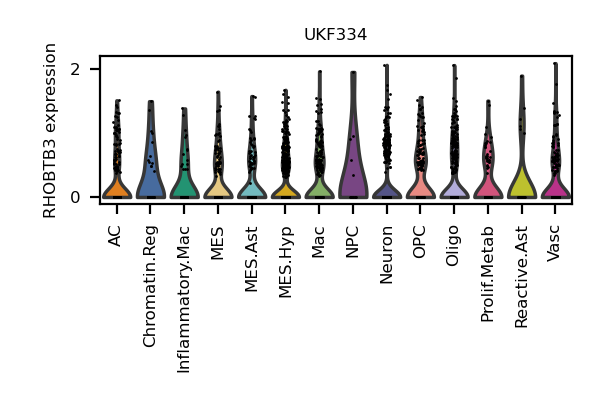 UKF334
RHOBTB3 expression
2
0
AC
Chromatin.Reg
Inflammatory.Mac
MES
MES.Ast
MES.Hyp
Mac
NPC
Neuron
OPC
Oligo
Prolif.Metab
Reactive.Ast
Vasc